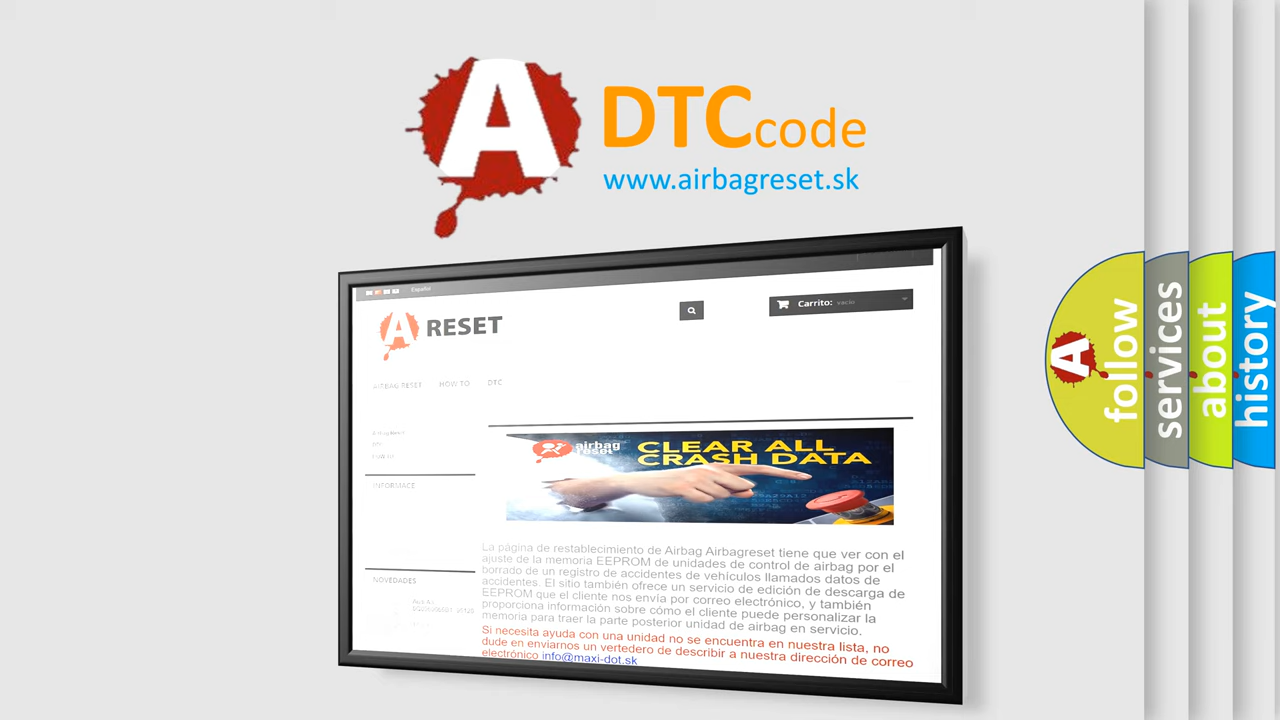 A
DTCcode
www.airbagreset.sk
Español
A RESET
Carrito: vacío
AIRBAG RESET HOW TO DTC
INFORMACE
NOVEDADES
airbag
reset
CLEAR ALL
CRASH DATA
La página de restablecimiento de Airbag Airbagreset tiene que ver con el
ajuste de la memoria EEPROM de unidades de control de airbag por el
borrado de un registro de accidentes de vehículos llamados datos de
accidentes. El sitio también ofrece un servicio de edición de descarga de
EEPROM que el cliente nos envía por correo electrónico, y también
proporciona información sobre cómo el cliente puede personalizar la
memoria para traer la parte posterior unidad de airbag en servicio.
Si necesita ayuda con una unidad no se encuentra en nuestra lista, no
dude en enviarnos un vertedero de describir a nuestra dirección de correo
electrónico info@maxi-dot.sk
A
follow
services
about
history